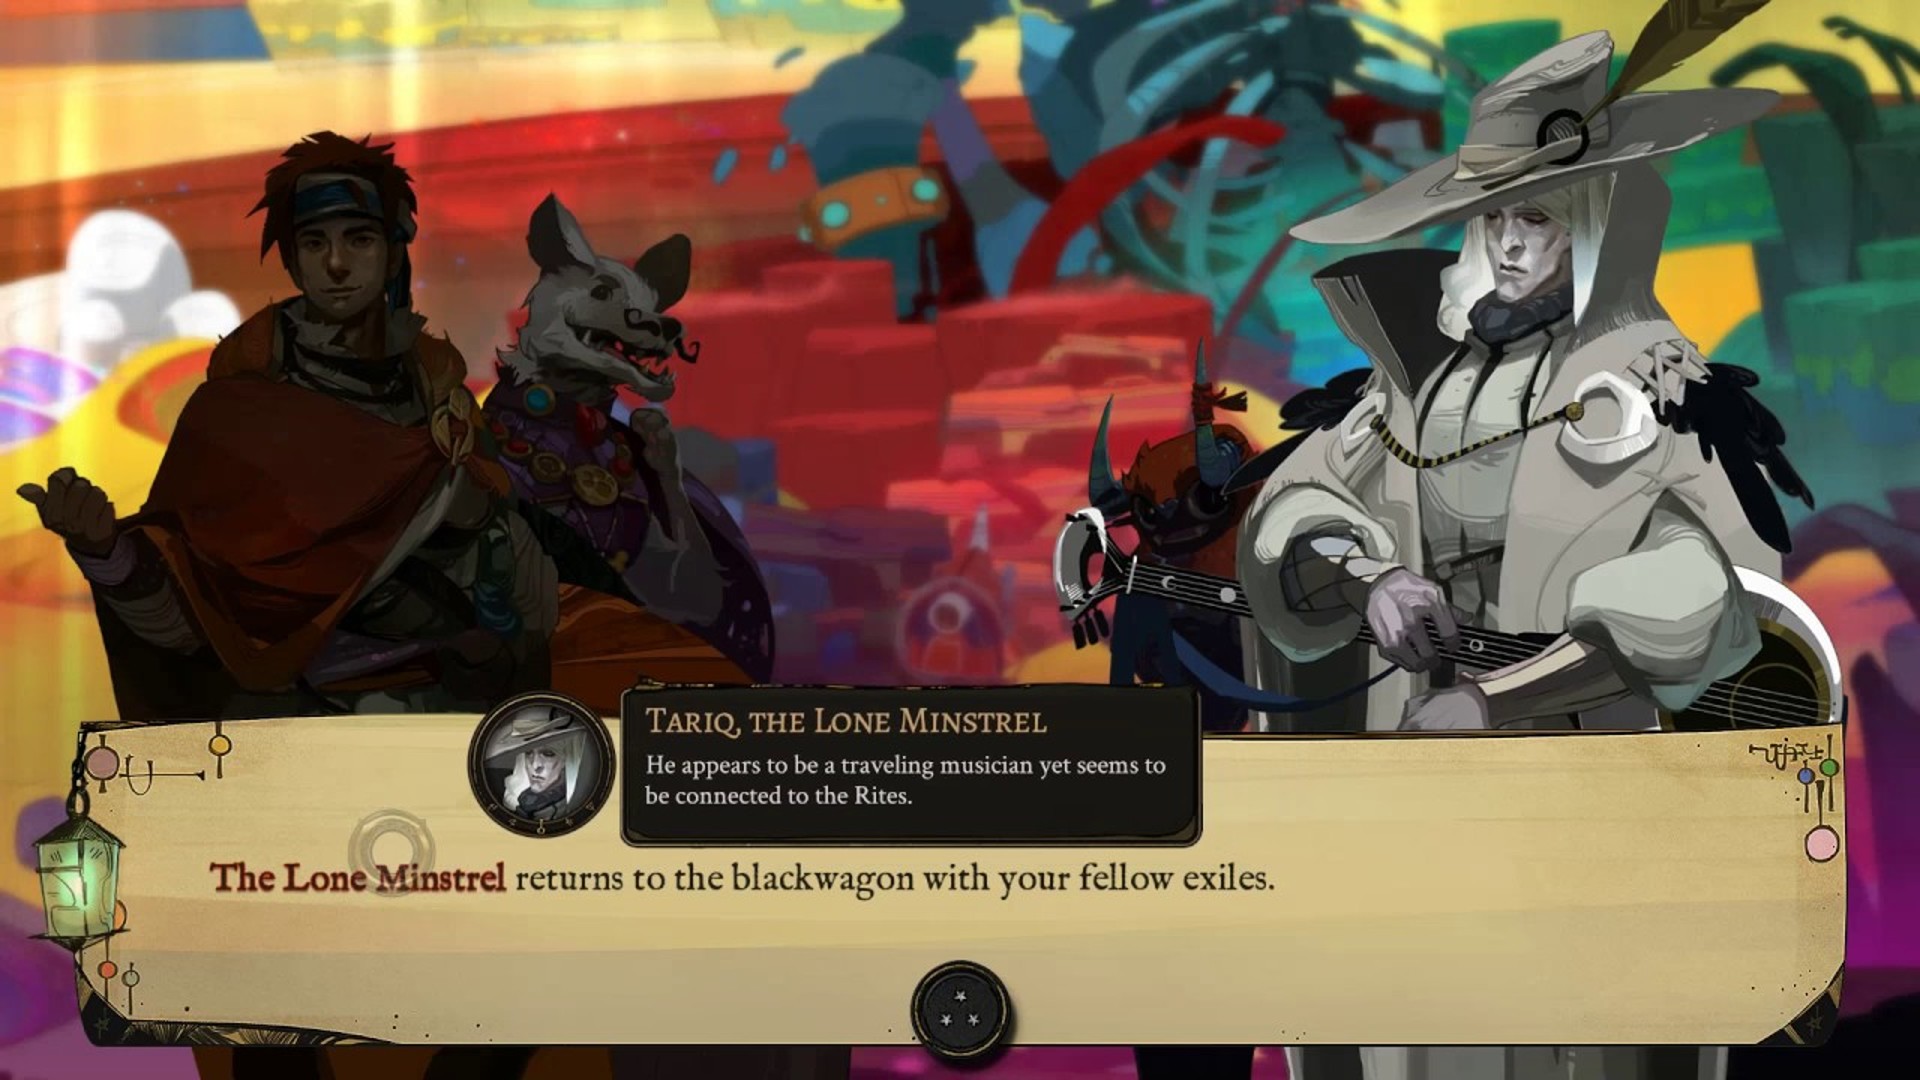 Tariq, the Lone Minstrel
He appears to be a traveling musician yet seems to
be connected to the Rites.
The Lone Minstrel returns to the blackwagon with your fellow exiles.